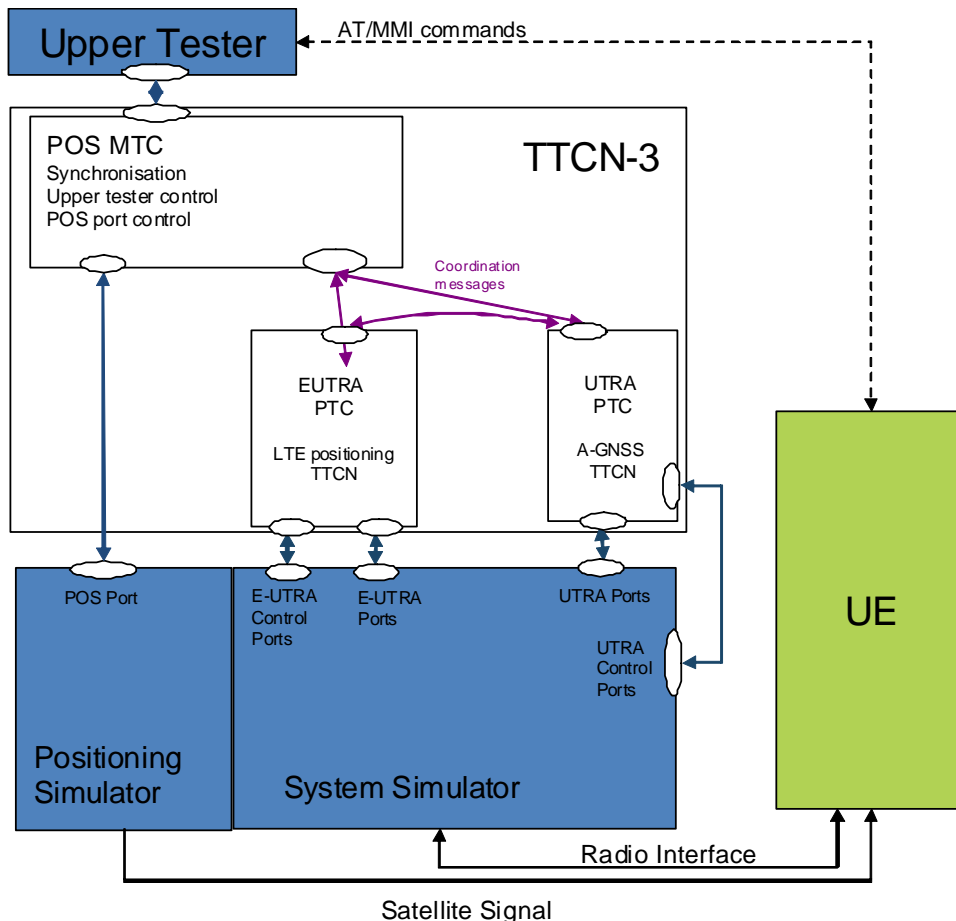 Upper Tester
AT/MMI commands
POS MTC
Synchronisation
Upper tester control
POS port control
TTCN-3
Coordination
messages
EUTRA
PTC
LTE positioning
TTCN
UTRA
PTC
A-GNSS
TTCN
POS Port
E-UTRA
Control
Ports
E-UTRA
Ports
UTRA Ports
UTRA
Control
Ports
UE
Positioning
Simulator
System Simulator
Radio Interface
Satellite Signal